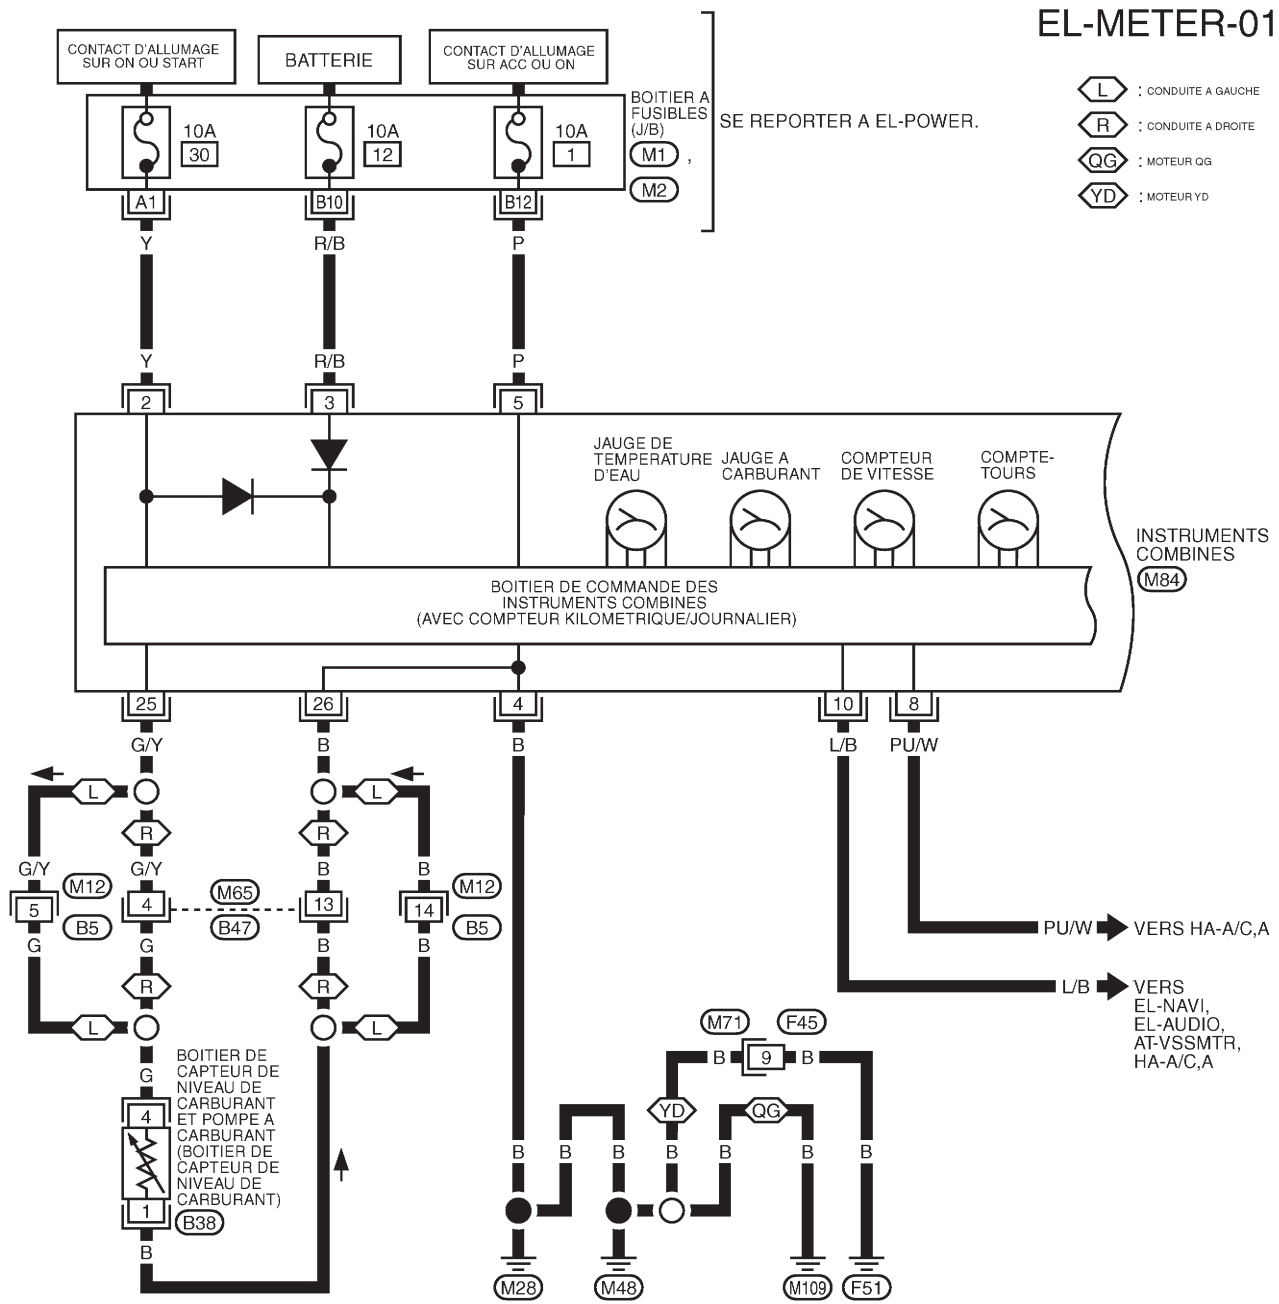 EL-METER-01
CONTACT D'ALLUMAGE
SUR ON OU START
BATTERIE
CONTACT D'ALLUMAGE
SUR ACC OU ON
L : CONDUITE A GAUCHE
R : CONDUITE A DROITE
QG : MOTEUR QG
YD : MOTEUR YD
BOITIER A
FUSIBLES
(J/B)
M1 ,
M2
SE REPORTER A EL-POWER.
10A
30
10A
12
10A
1
A1
B10
B12
Y
R/B
P
Y
R/B
P
2
3
5
JAUGE DE
TEMPERATURE
D'EAU
JAUGE A
CARBURANT
COMPTEUR
DE VITESSE
COMPTE-
TOURS
INSTRUMENTS
COMBINES
M84
BOITIER DE COMMANDE DES
INSTRUMENTS COMBINES
(AVEC COMPTEUR KILOMETRIQUE/JOURNALIER)
25
26
4
10
8
G/Y
B
B
L/B
PU/W
L
L
R
R
G/Y
G/Y
B
B
M12
M65
M12
5
4
13
14
B5
B47
B5
G
G
B
B
PU/W
VERS HA-A/C,A
R
R
L/B
VERS
EL-NAVI,
EL-AUDIO,
AT-VSSMTR,
HA-A/C,A
L
L
M71
F45
B
9
B
G
BOITIER DE
CAPTEUR DE
NIVEAU DE
CARBURANT
ET POMPE A
CARBURANT
(BOITIER DE
CAPTEUR DE
NIVEAU DE
CARBURANT)
4
1
B38
B
YD
QG
B
B
B
B
B
B
B
M28
M48
M109
F51